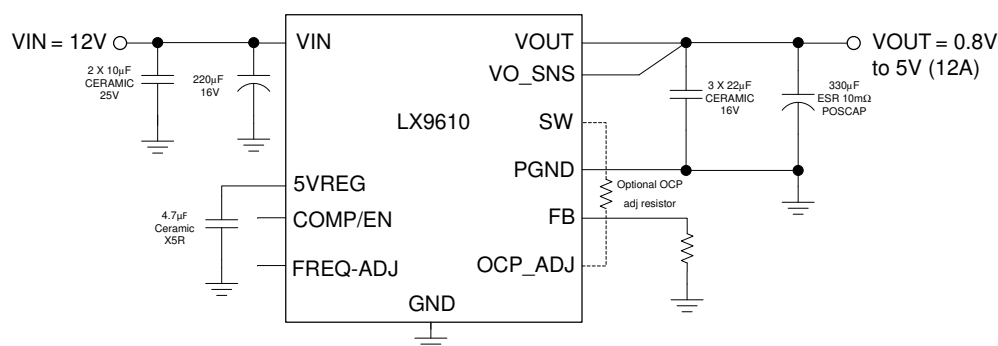 VIN = 12V
2 X 10µF
CERAMIC
25V
220µF
16V
VIN
5VREG
4.7µF
Ceramic
X5R
COMP/EN
FREQ-ADJ
LX9610
GND
VOUT
VO_SNS
SW
PGND
FB
OCP_ADJ
Optional OCP
adj resistor
3 X 22µF
CERAMIC
16V
330µF
ESR 10mΩ
POSCAP
VOUT = 0.8V
to 5V (12A)